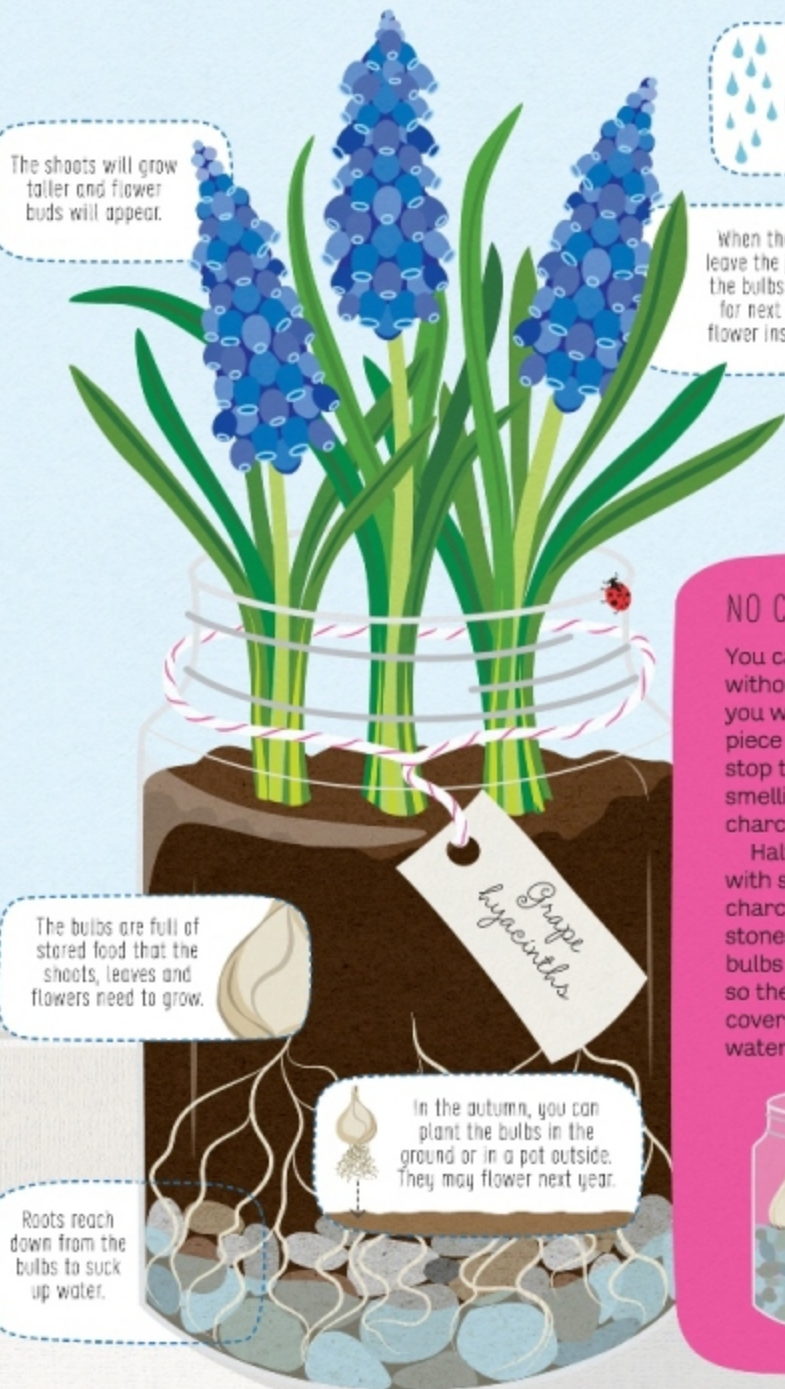 The shoots will grow
taller and flower
buds will appear.
When the
leave the
the bulbs
for next
flower ins
NO C
You ca
witho
you w
piece
stop t
smelli
charc
Hal
with s
charc
stone
bulbs
so the
cover
water
Grape
hyacinths
The bulbs are full of
stored food that the
shoots, leaves and
flowers need to grow.
In the autumn, you can
plant the bulbs in the
ground or in a pot outside.
They may flower next year.
Roots reach
down from the
bulbs to suck
up water.